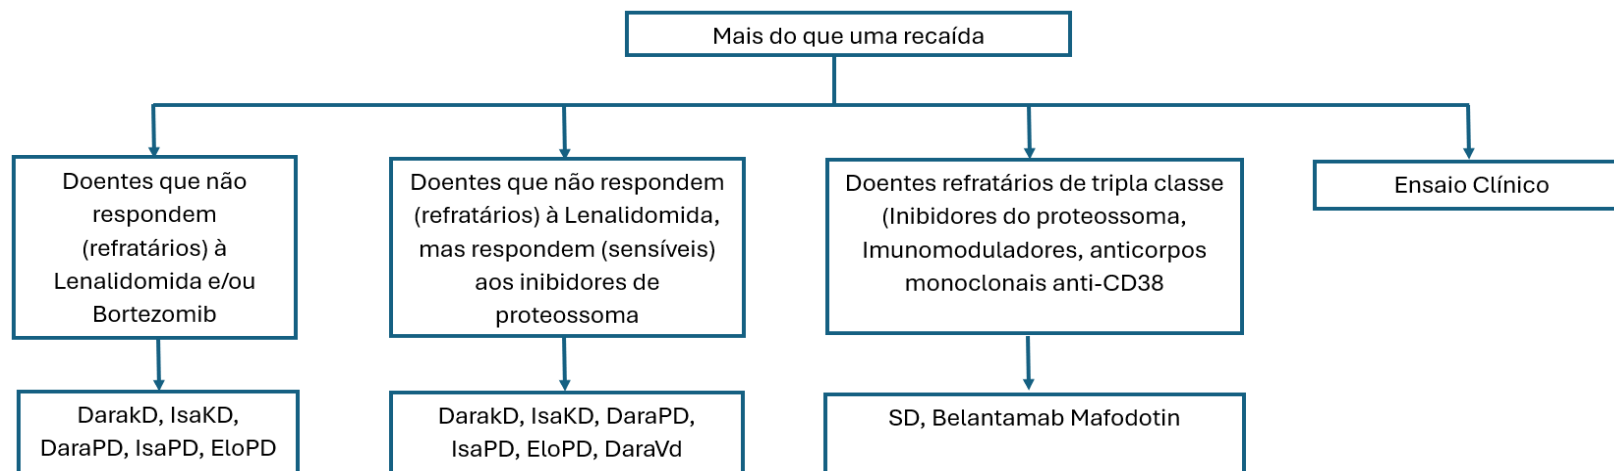 Mais do que uma recaída
Doentes que não
respondem
(refratários) à
Lenalidomida e/ou
Bortezomib
Doentes que não respondem
(refratários) à Lenalidomida,
mas respondem (sensíveis)
aos inibidores de
proteossoma
Doentes refratários de tripla classe
(Inibidores do proteossoma,
Imunomoduladores, anticorpos
monoclonais anti-CD38
Ensaio Clínico
DarakD, IsaKD,
DaraPD, IsaPD, EloPD
DarakD, IsaKD, DaraPD,
IsaPD, EloPD, DaraVd
SD, Belantamab Mafodotin